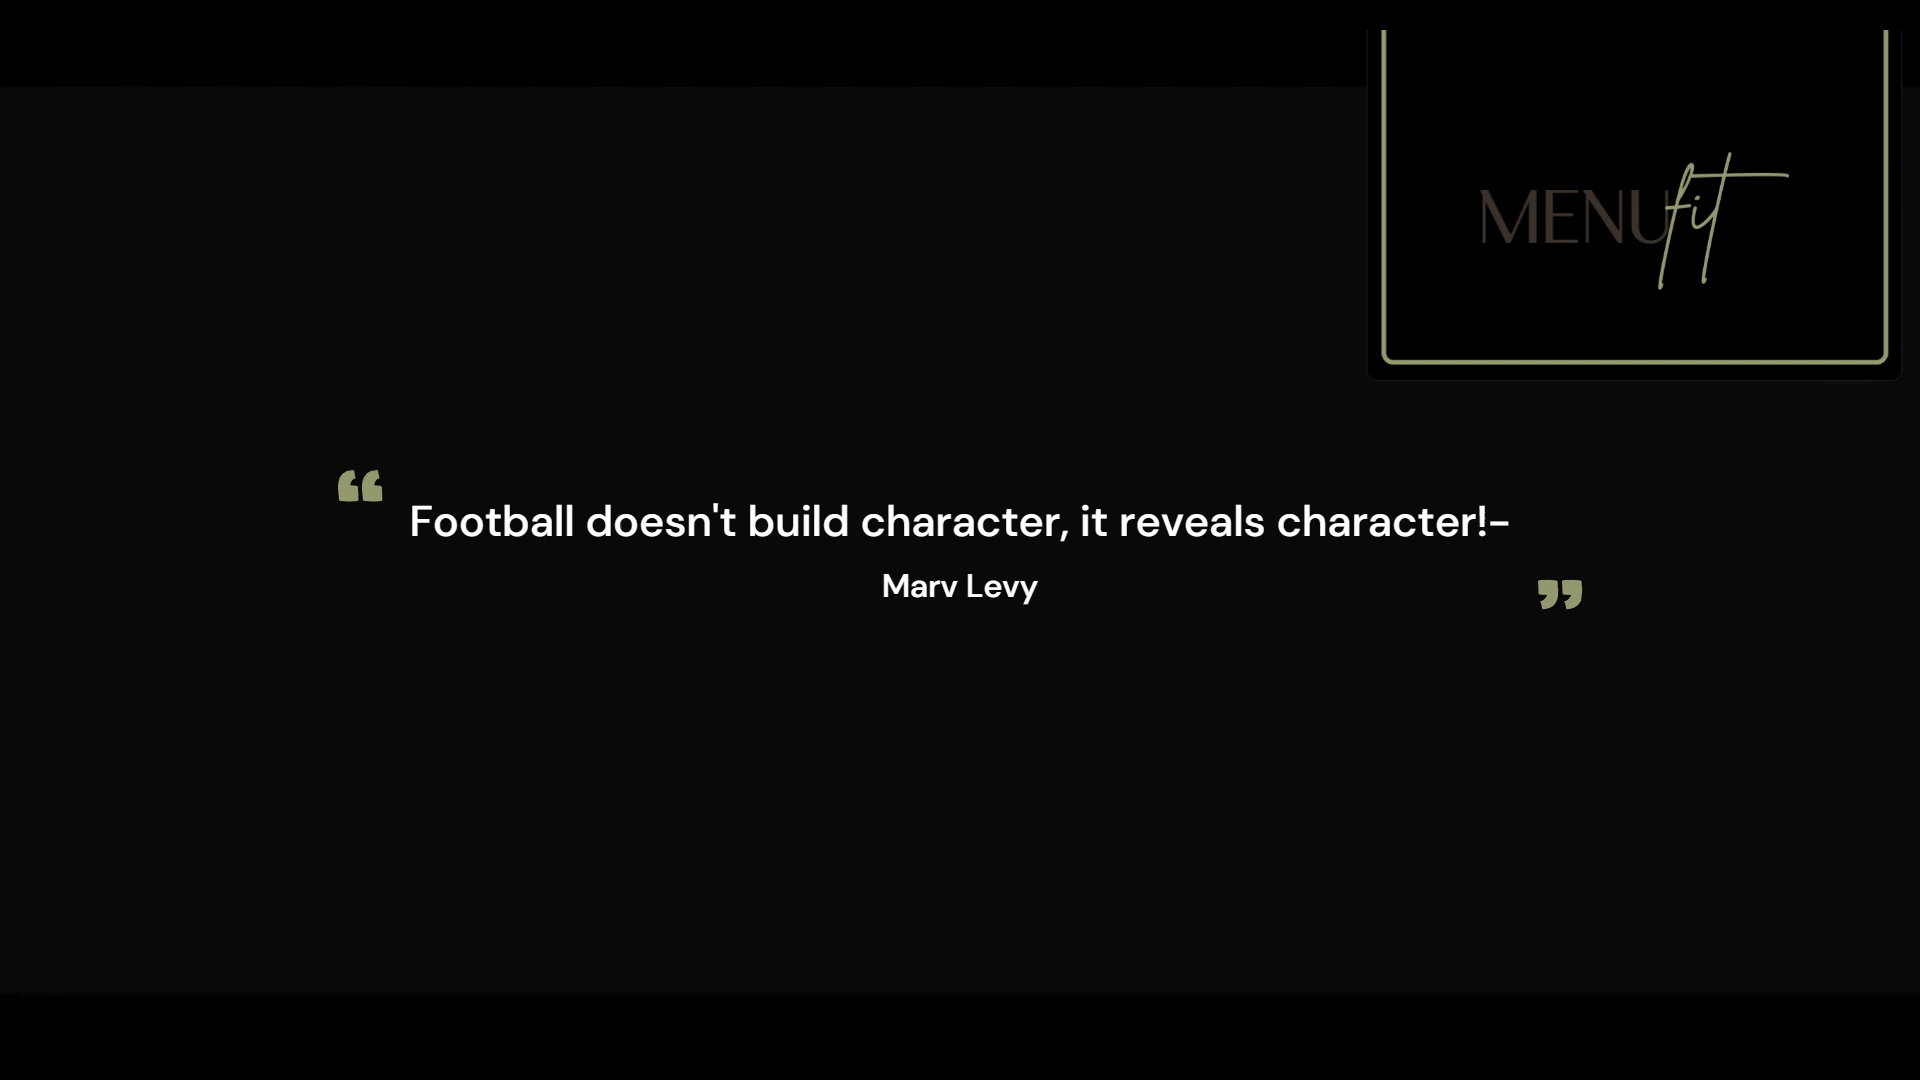 MENUfit
“Football doesn't build character, it reveals character!-
Marv Levy”